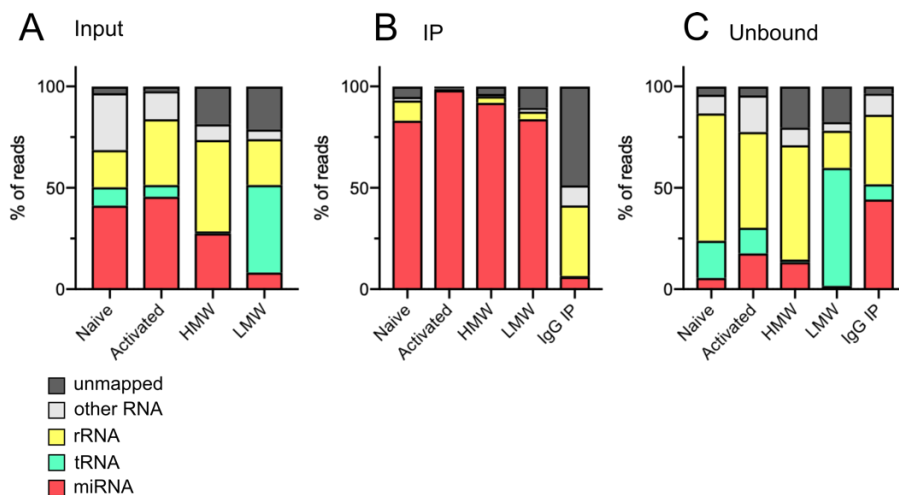 A Input
B IP
C Unbound
% of reads
100
50
0
Naive
Activated
HMW
LMW
% of reads
100
50
0
Naive
Activated
HMW
LMW
IgG IP
% of reads
100
50
0
Naive
Activated
HMW
LMW
IgG IP
unmapped
other RNA
rRNA
tRNA
miRNA